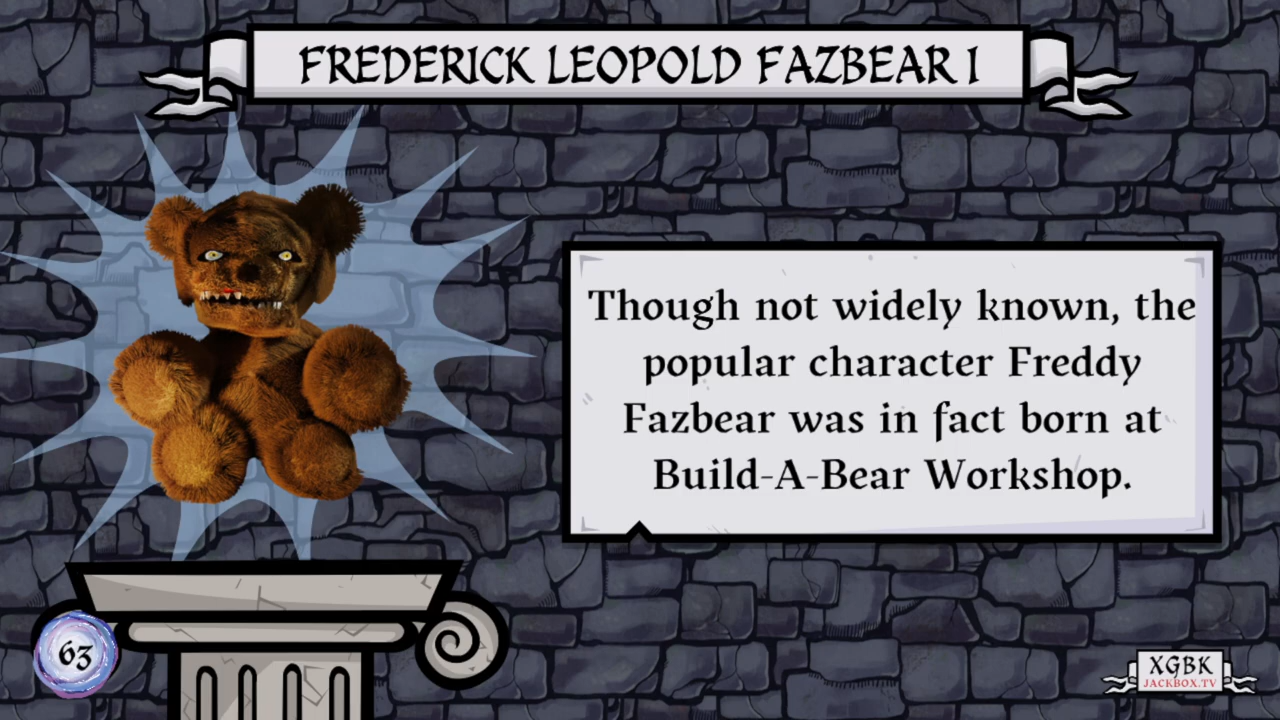 FREDERICK LEOPOLD FAZBEAR I
Though not widely known, the
popular character Freddy
Fazbear was in fact born at
Build-A-Bear Workshop.
63
XGBK
JACKBOX.TV